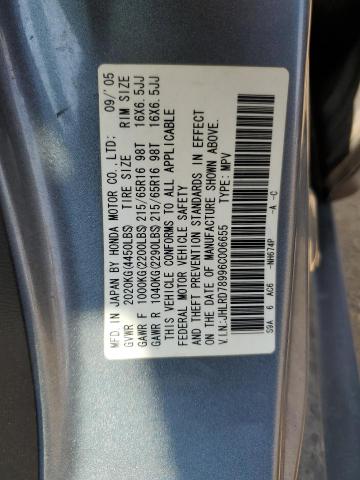 MFD. IN JAPAN BY HONDA MOTOR CO., LTD: 09/'05
GVWR 2020KG(4450LBS) TIRE SIZE RIM SIZE
GAWR F 1000KG(2200LBS) 215/65R16 98T 16X6.5JJ
GAWR R 1040KG(2290LBS) 215/65R16 98T 16X6.5JJ
THIS VEHICLE CONFORMS TO ALL APPLICABLE
FEDERAL MOTOR VEHICLE SAFETY
AND THEFT PREVENTION STANDARDS IN EFFECT
ON THE DATE OF MANUFACTURE SHOWN ABOVE.
V.I.N.:JHLRD78996C006655 TYPE: MPV
S9A 6 AC6 -NH674P -A -C